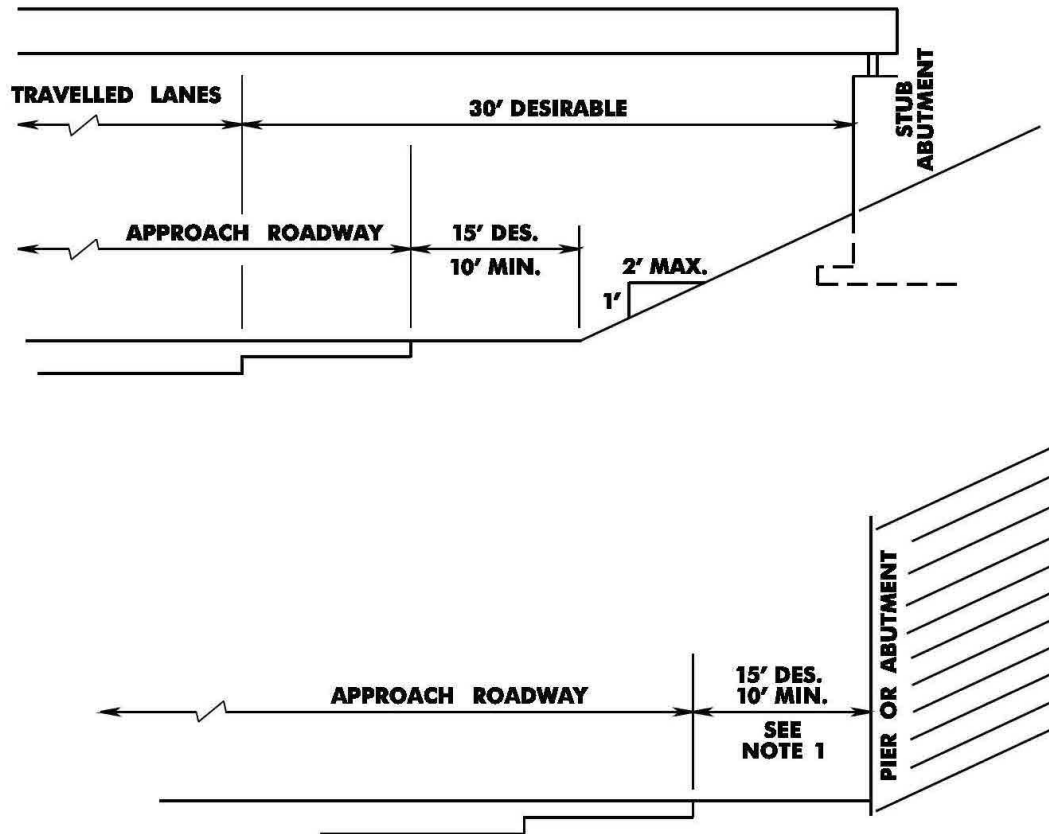 TRAVELLED LANES
30' DESIRABLE
STUB
ABUTMENT
APPROACH ROADWAY
15' DES.
10' MIN.
2' MAX.
1'
APPROACH ROADWAY
15' DES.
10' MIN.
SEE
NOTE 1
PIER OR ABUTMENT